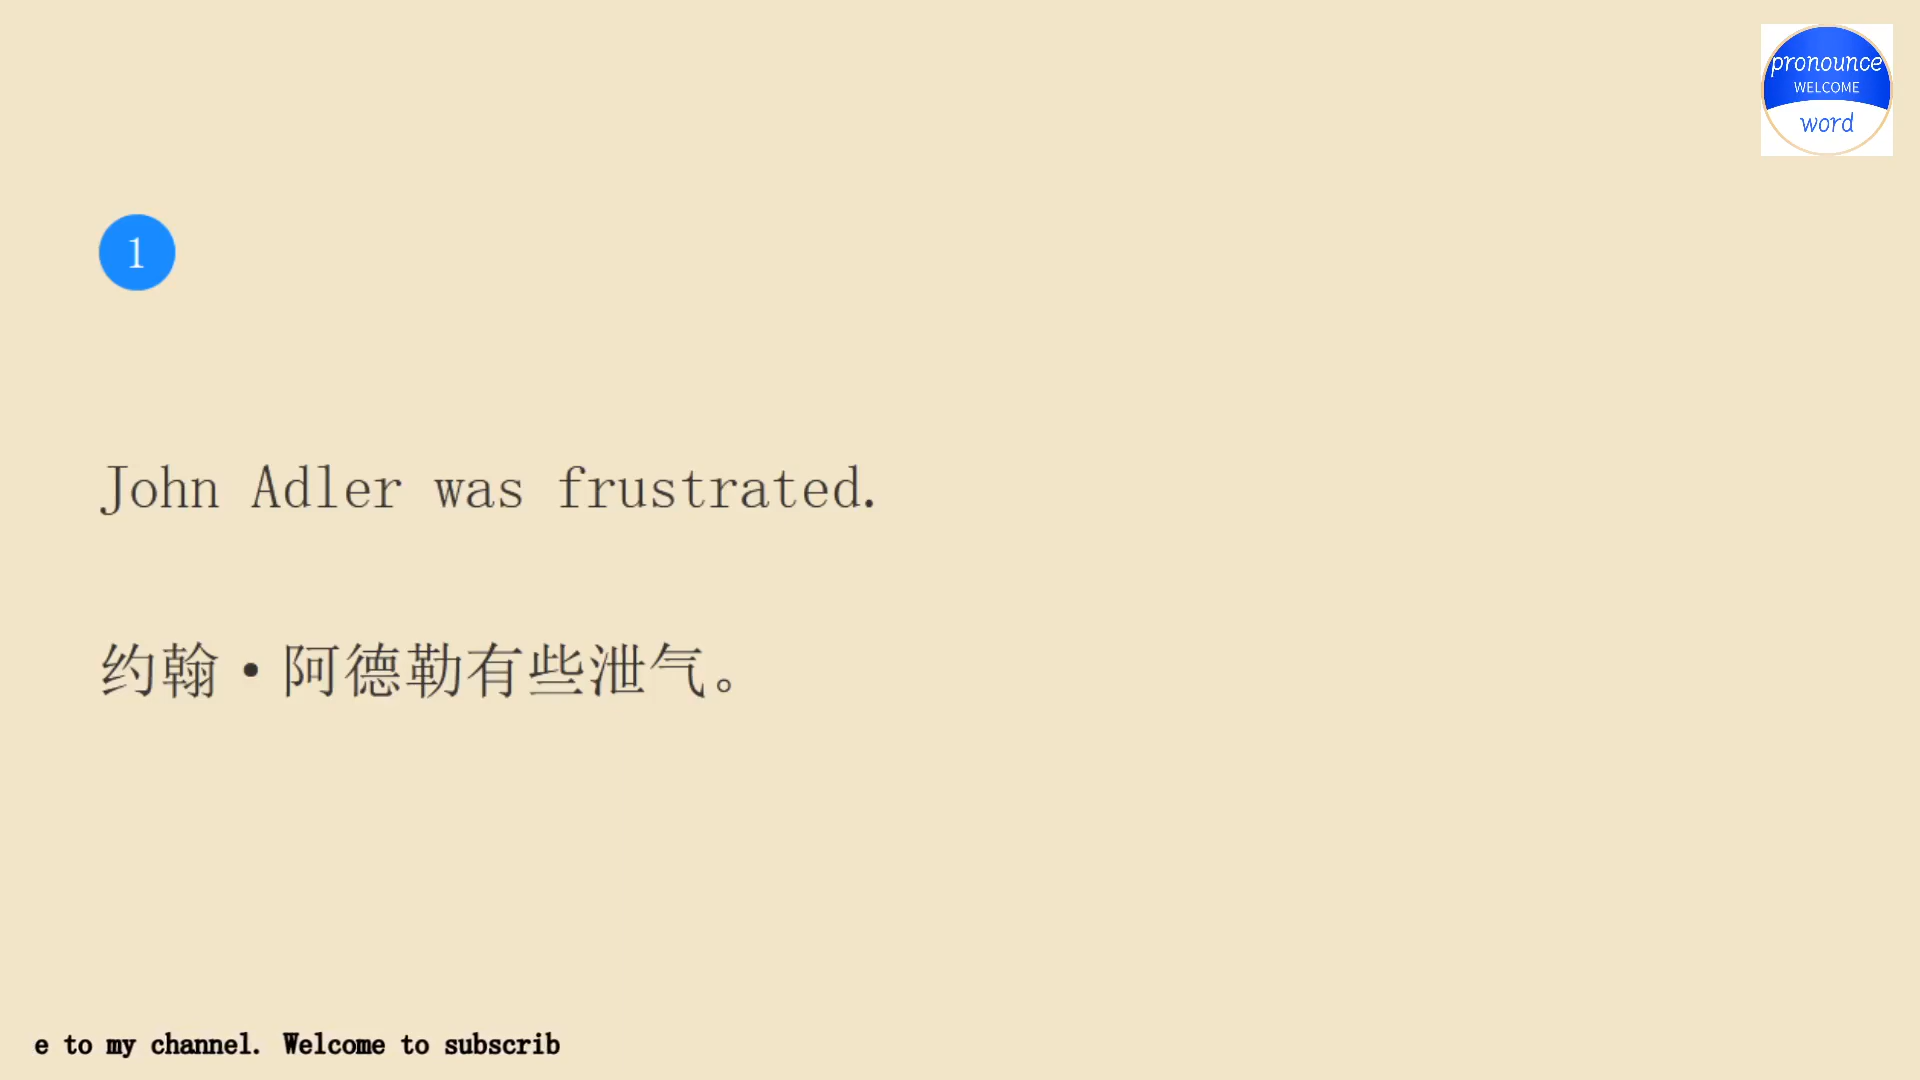 pronounce
WELCOME
word
1
John Adler was frustrated.
约翰•阿德勒有些泄气。
e to my channel. Welcome to subscrib